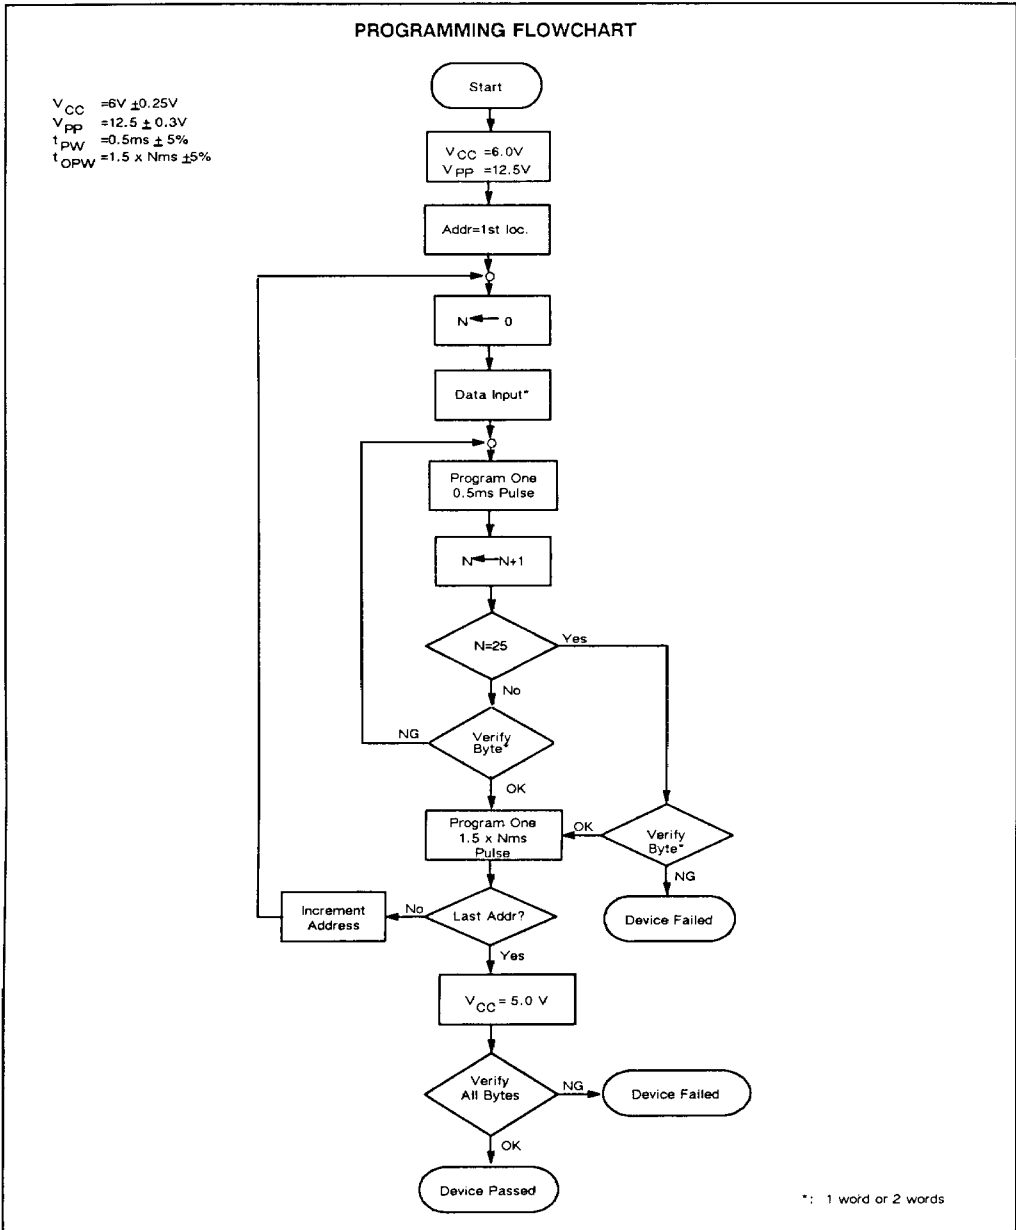 PROGRAMMING FLOWCHART
VCC =6V ±0.25V
VPP =12.5 ± 0.3V
tPW =0.5ms ± 5%
tOPW =1.5 x Nms ±5%
Start
VCC =6.0V
VPP =12.5V
Addr=1st loc.
N ← 0
Data Input*
Program One
0.5ms Pulse
N ← N+1
N=25
Yes
No
Verify
Byte*
NG
OK
Program One
1.5 x Nms
Pulse
OK
Verify
Byte*
NG
Device Failed
Last Addr?
No
Increment
Address
Yes
VCC = 5.0 V
Verify
All Bytes
NG
Device Failed
OK
Device Passed
*: 1 word or 2 words